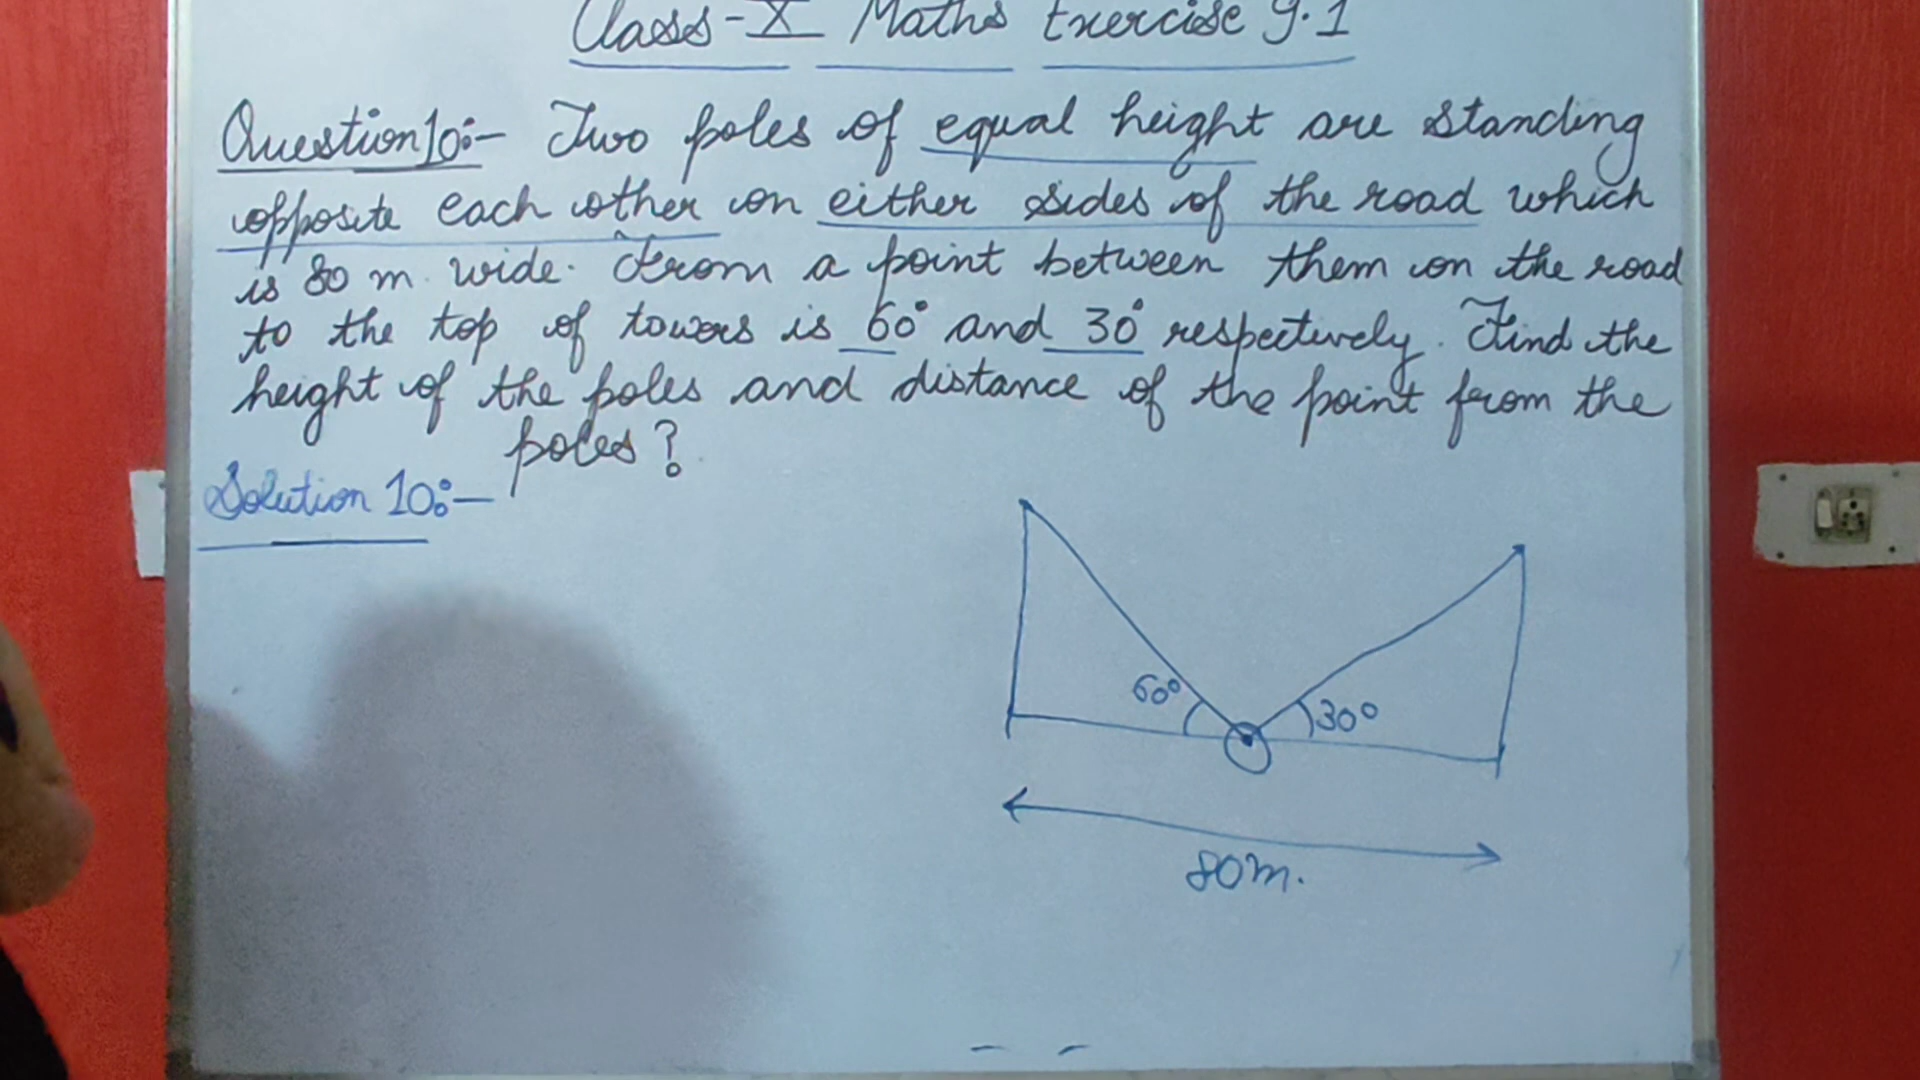 Class-X Maths Exercise 9.1
Question 10:- Two poles of equal height are standing
opposite each other on either sides of the road which
is 80 m wide. From a point between them on the road
to the top of towers is 60° and 30° respectively. Find the
height of the poles and distance of the point from the
poles?
Solution 10:-
60° 30°
80m.